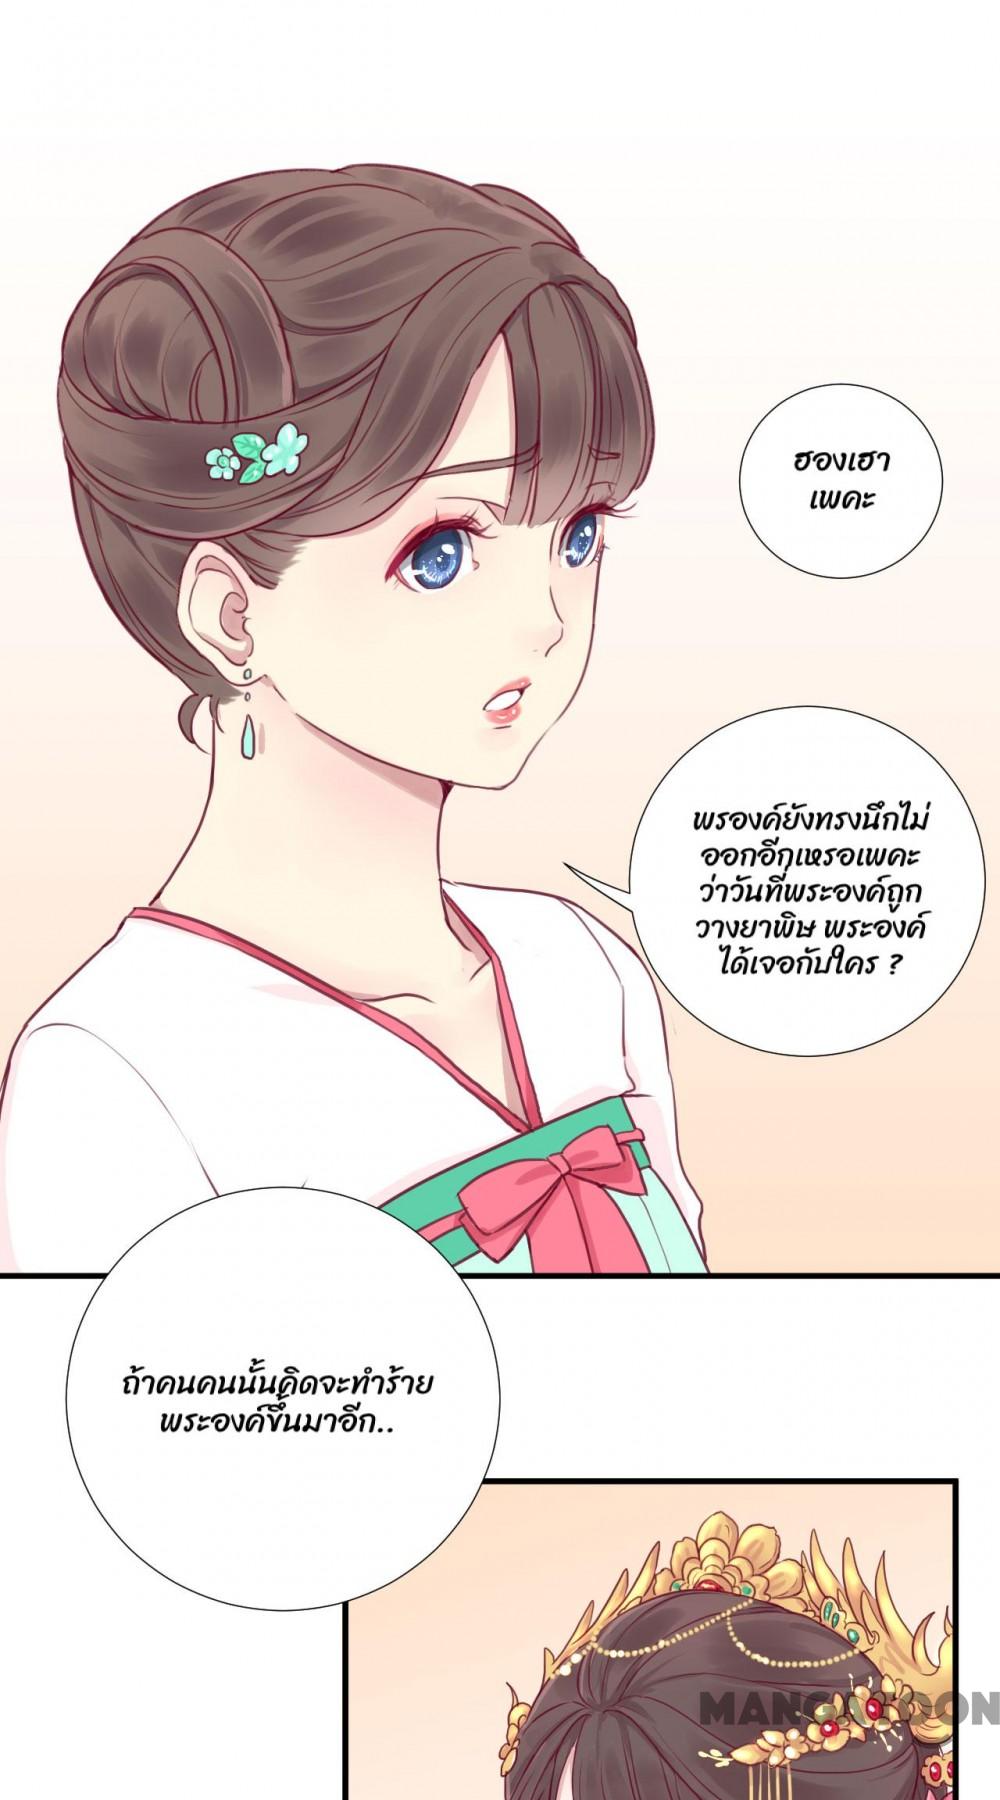 ฮองเฮา
เพคะ
พรองค์ยังทรงนึกไม่
ออกอีกเหรอเพคะ
ว่าวันที่พระองค์ถูก
วางยาพิษ พระองค์
ได้เจอกับใคร ?
ถ้าคนคนนั้นคิดจะทำร้าย
พระองค์ขึ้นมาอีก..
MANGATOON